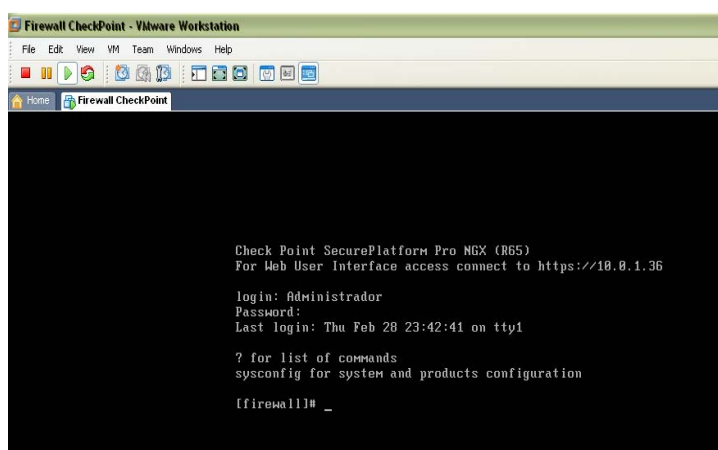 Firewall CheckPoint - VMware Workstation
File Edit View VM Team Windows Help
Home Firewall CheckPoint
Check Point SecurePlatform Pro NGX (R65)
For Web User Interface access connect to https://10.0.1.36
login: Administrador
Password:
Last login: Thu Feb 28 23:42:41 on tty1
? for list of commands
sysconfig for system and products configuration
[firewall]# _